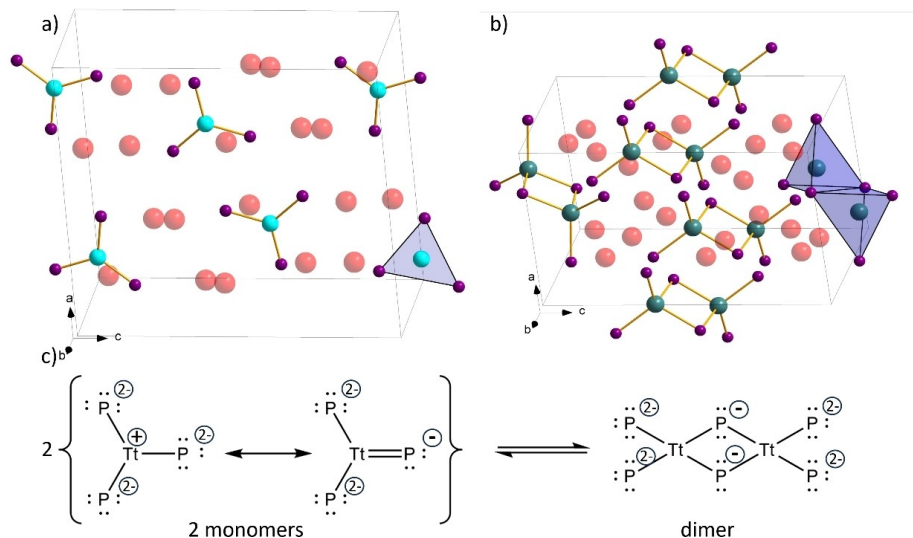 a)
b)
a
b
c
a
b
c
c)
P 2-
P 2-
P 2- P - P 2-
2 Tt + P 2-
Tt P -
Tt Tt
P 2-
P 2-
P 2- P - P 2-
2 monomers
dimer